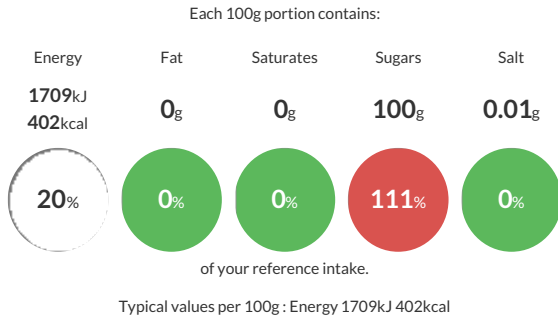 Each 100g portion contains:
Energy Fat Saturates Sugars Salt
1709kJ
402kcal 0g 0g 100g 0.01g
20% 0% 0% 111% 0%
of your reference intake.
Typical values per 100g : Energy 1709kJ 402kcal